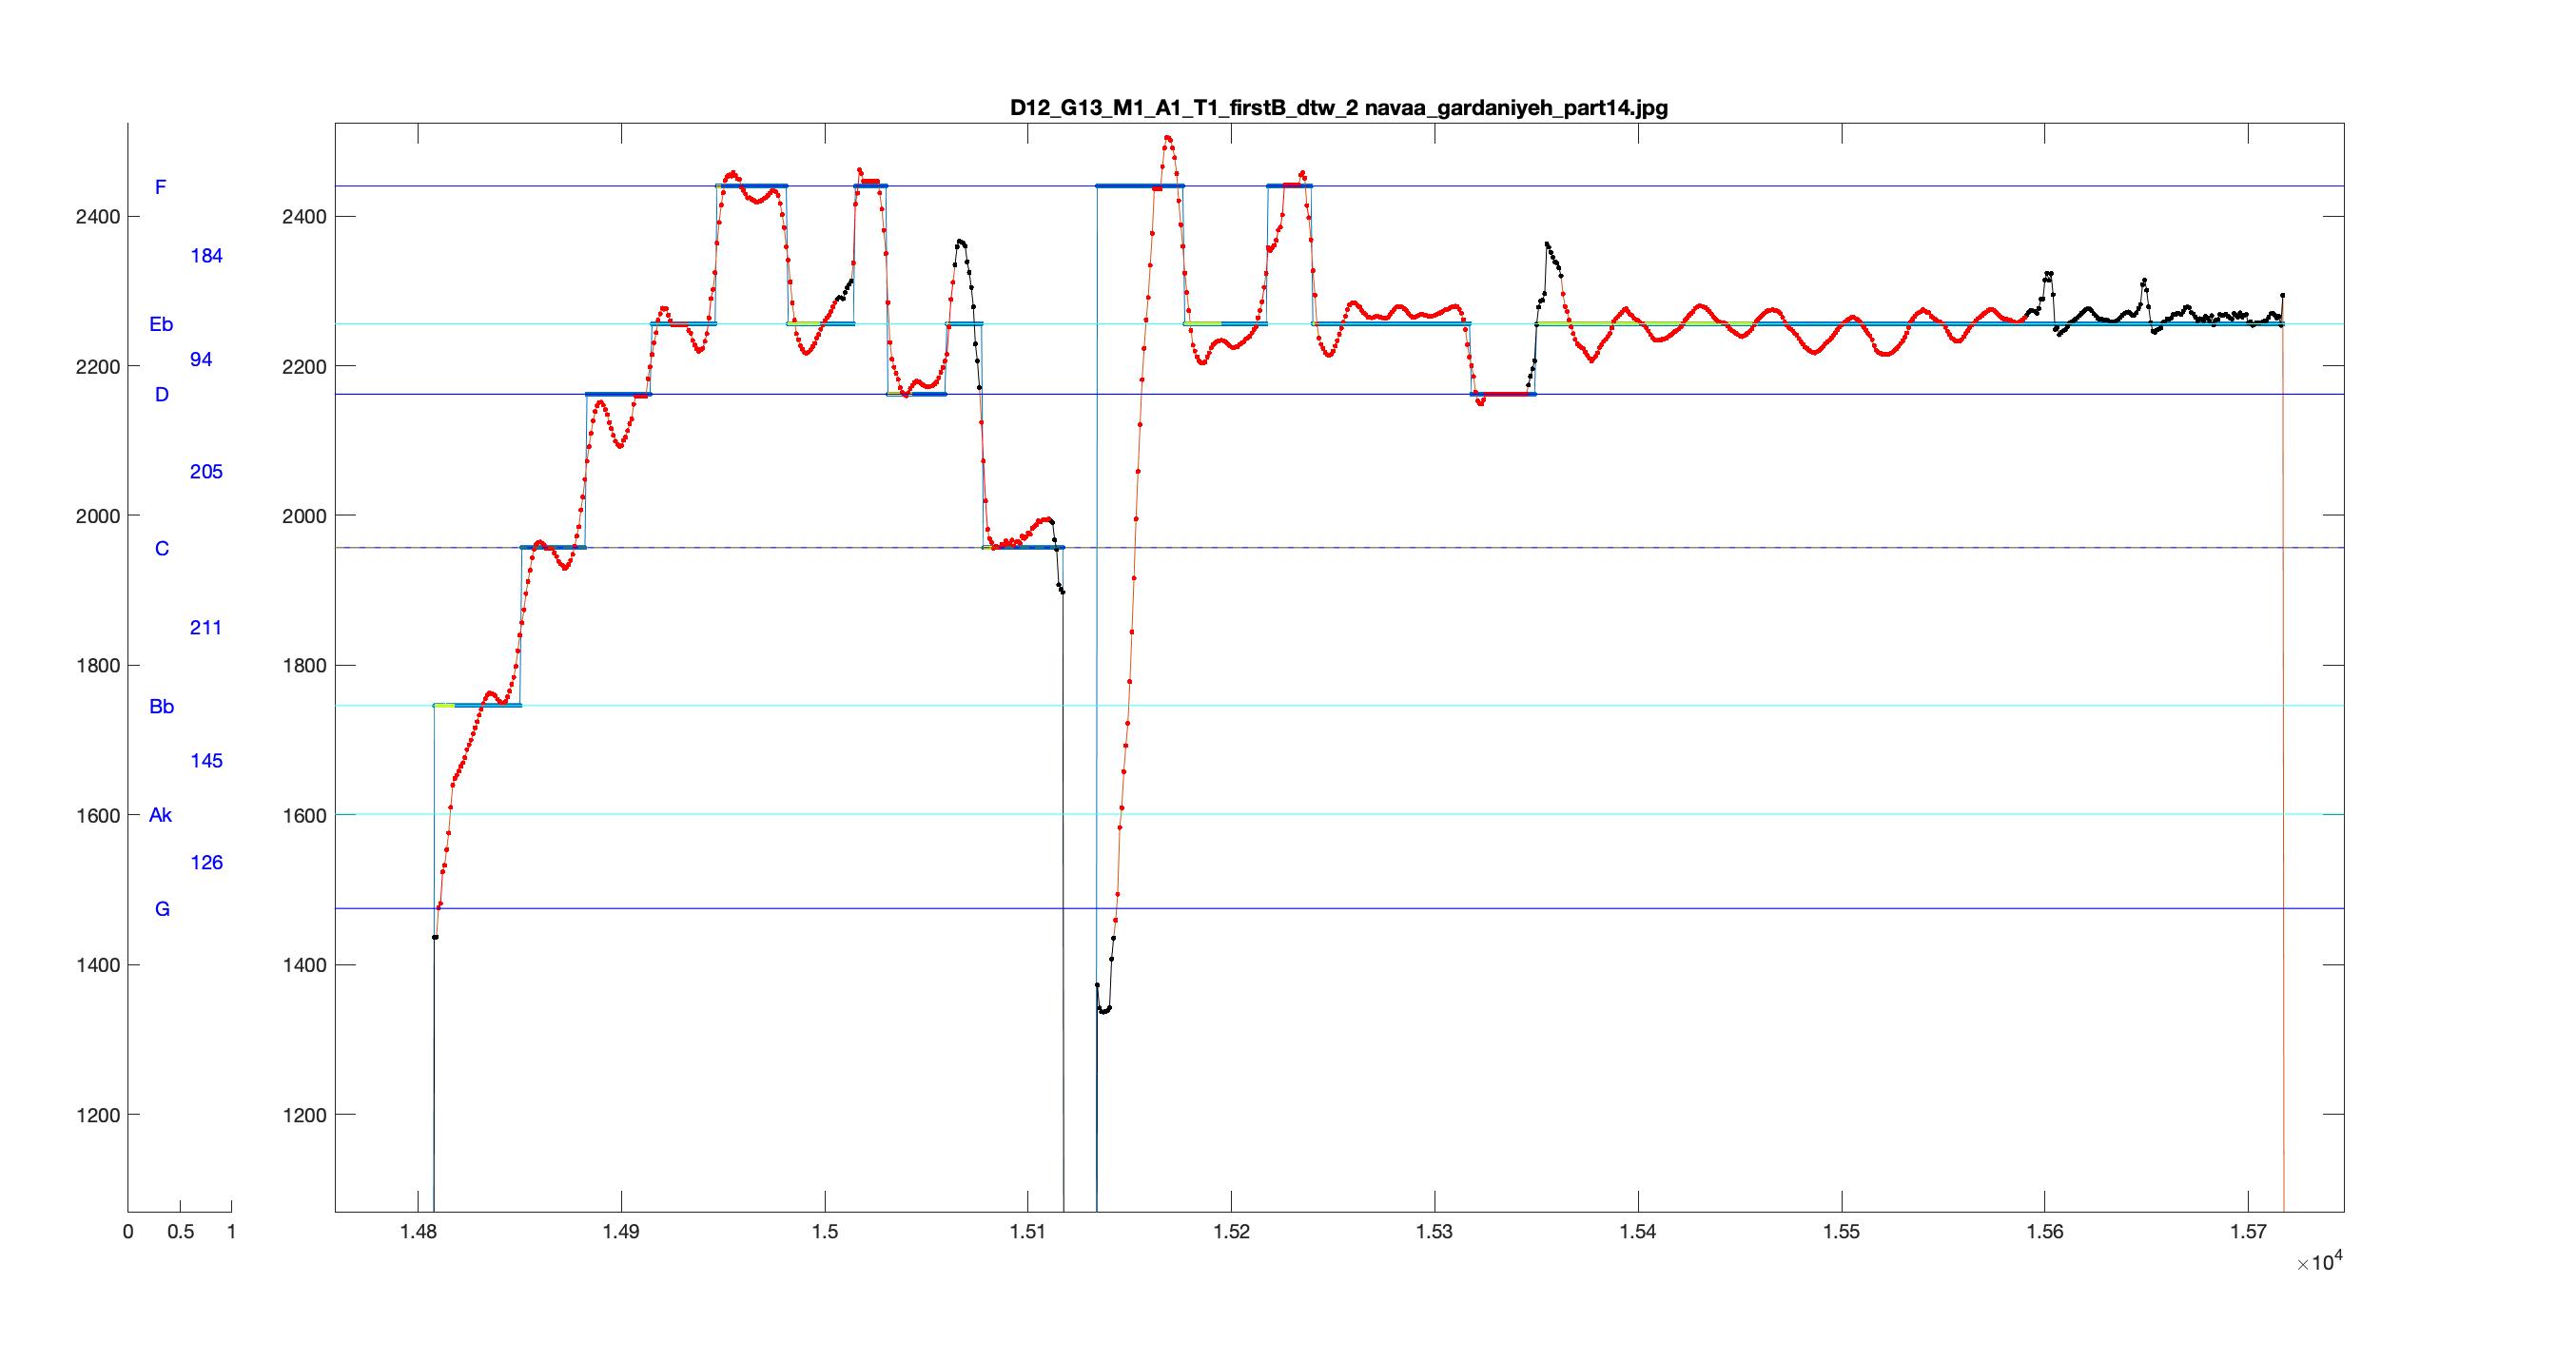 D12_G13_M1_A1_T1_firstB_dtw_2 navaa_gardaniyeh_part14.jpg
F
2400 2400
184
Eb
94
2200 2200
D
205
2000 2000
C
211
1800 1800
Bb
145
1600 Ak 1600
126
G
1400 1400
1200 1200
0 0.5 1 1.48 1.49 1.5 1.51 1.52 1.53 1.54 1.55 1.56 1.57
×10⁴